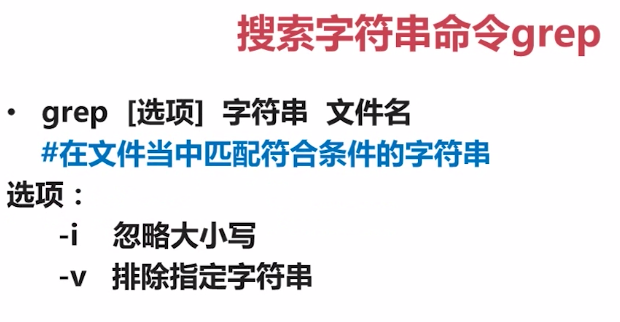 搜索字符串命令grep
• grep [选项] 字符串 文件名
#在文件当中匹配符合条件的字符串
选项：
-i 忽略大小写
-v 排除指定字符串